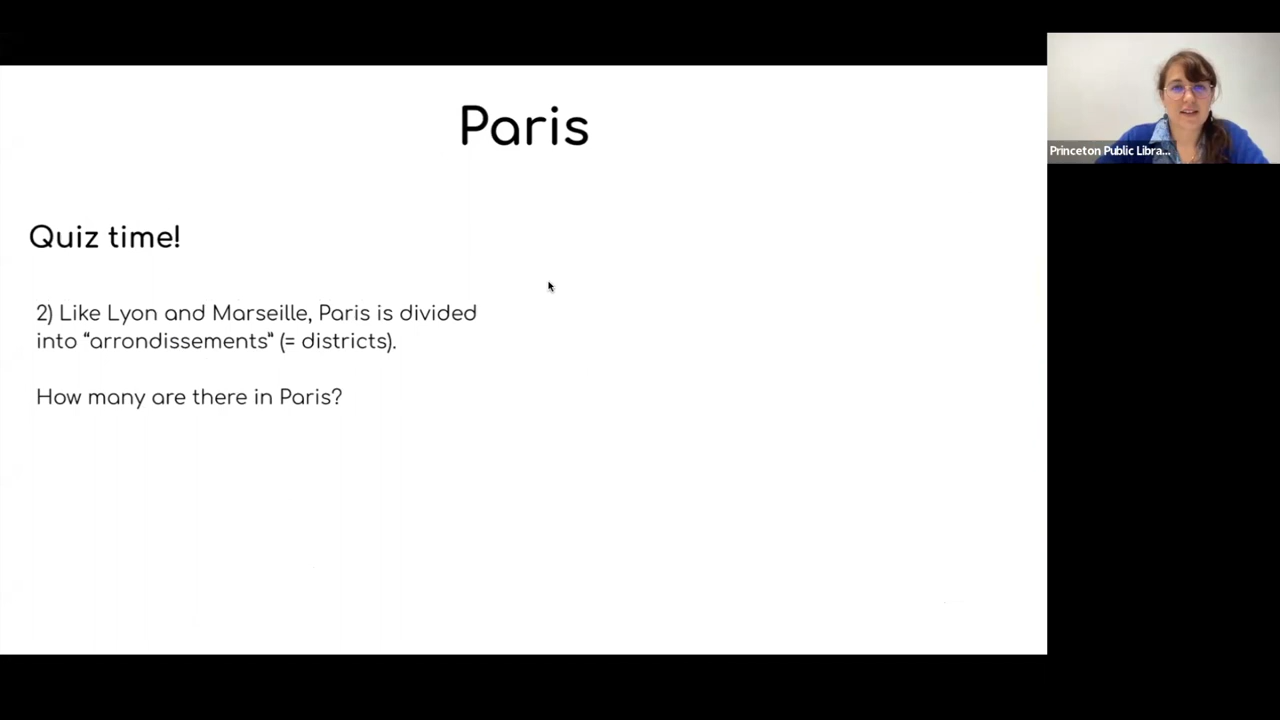 Paris
Quiz time!
2) Like Lyon and Marseille, Paris is divided
into “arrondissements” (= districts).
How many are there in Paris?
Princeton Public Libra...